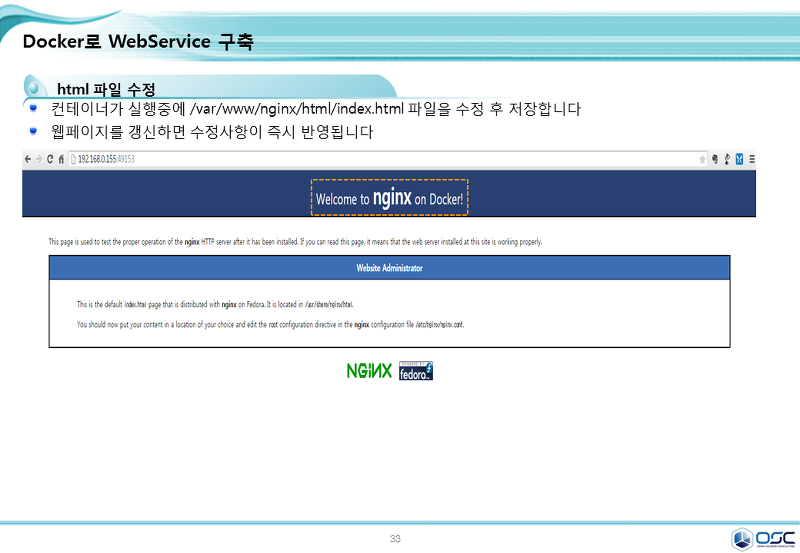 Docker로 WebService 구축
html 파일 수정
컨테이너가 실행중에 /var/www/nginx/html/index.html 파일을 수정 후 저장합니다
웹페이지를 갱신하면 수정사항이 즉시 반영됩니다
192.168.0.155:49153
Welcome to nginx on Docker!
This page is used to test the proper operation of the nginx HTTP server after it has been installed. If you can read this page, it means that the web server installed at this site is working properly.
Website Administrator
This is the default index.html page that is distributed with nginx on Fedora. It is located in /usr/share/nginx/html.
You should now put your content in a location of your choice and edit the root configuration directive in the nginx configuration file /etc/nginx/nginx.conf.
NGINX
POWERED BY
fedora
33
OSC
OPEN SOURCE CONSULTING